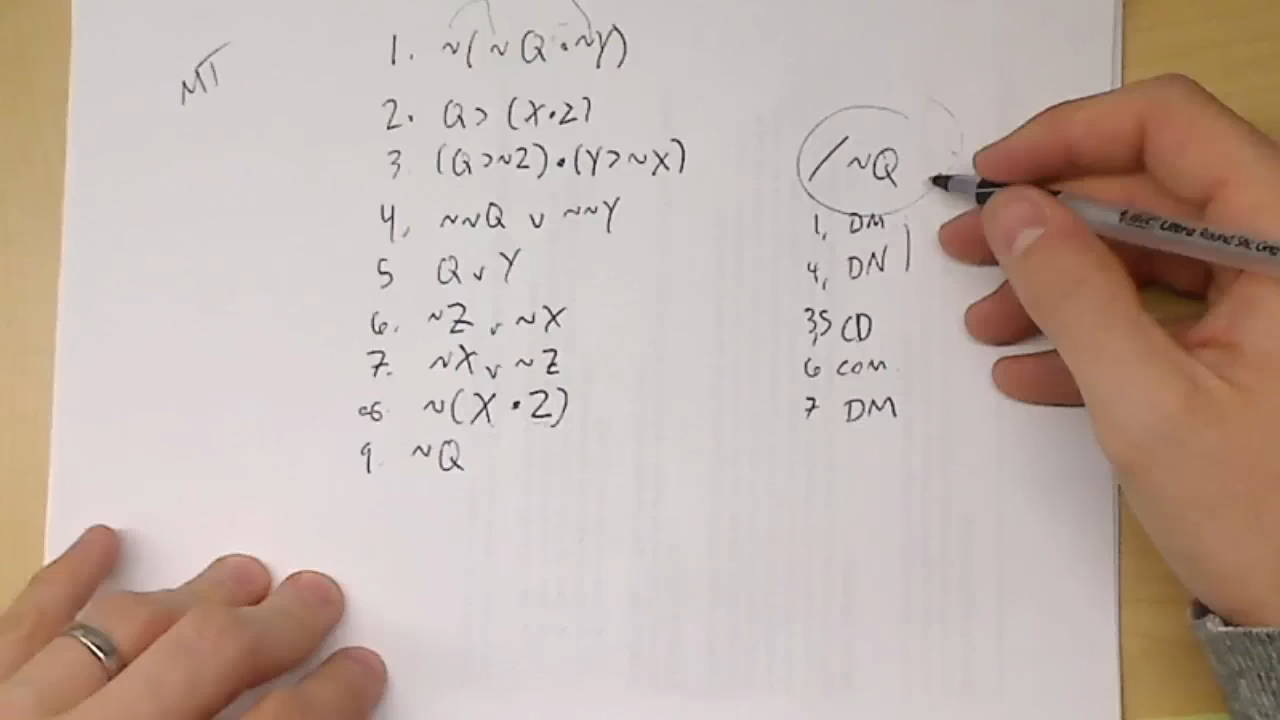 MT
1. ~(~Q•~Y)
2. Q> (X•Z)
3. (Q>~Z)•(Y>~X) /~Q
4, ~~Q v ~~Y 1, DM
5 Q v Y 4, DN
6. ~Z v ~X 3,5 CD
7. ~X v ~Z 6 COM.
~(X•Z) 7 DM
9. ~Q